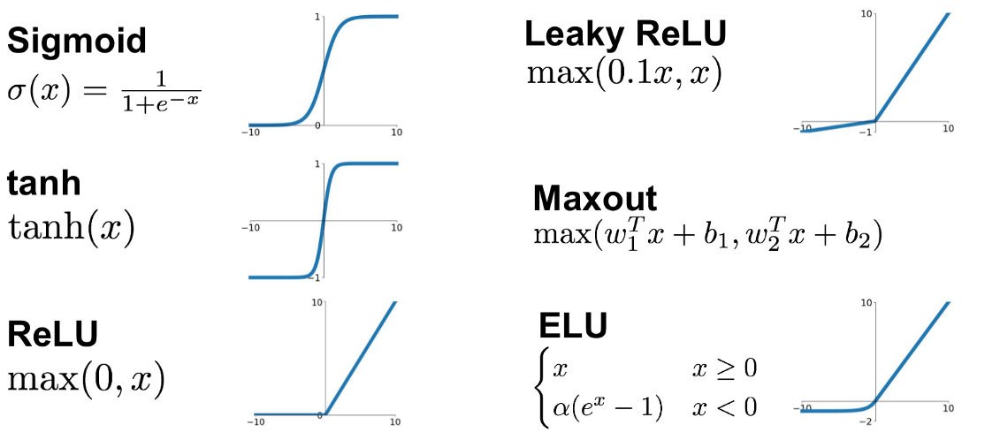 Sigmoid
σ(x) = 1/(1+e^{−x})
1
0
−10
10
tanh
tanh(x)
1
−10
10
−1
ReLU
max(0, x)
10
0
−10
10
Leaky ReLU
max(0.1x, x)
10
−10
−1
10
Maxout
max(w_1^T x + b_1, w_2^T x + b_2)
ELU
{ x x ≥ 0
α(e^x − 1) x < 0
10
−10
−2
10